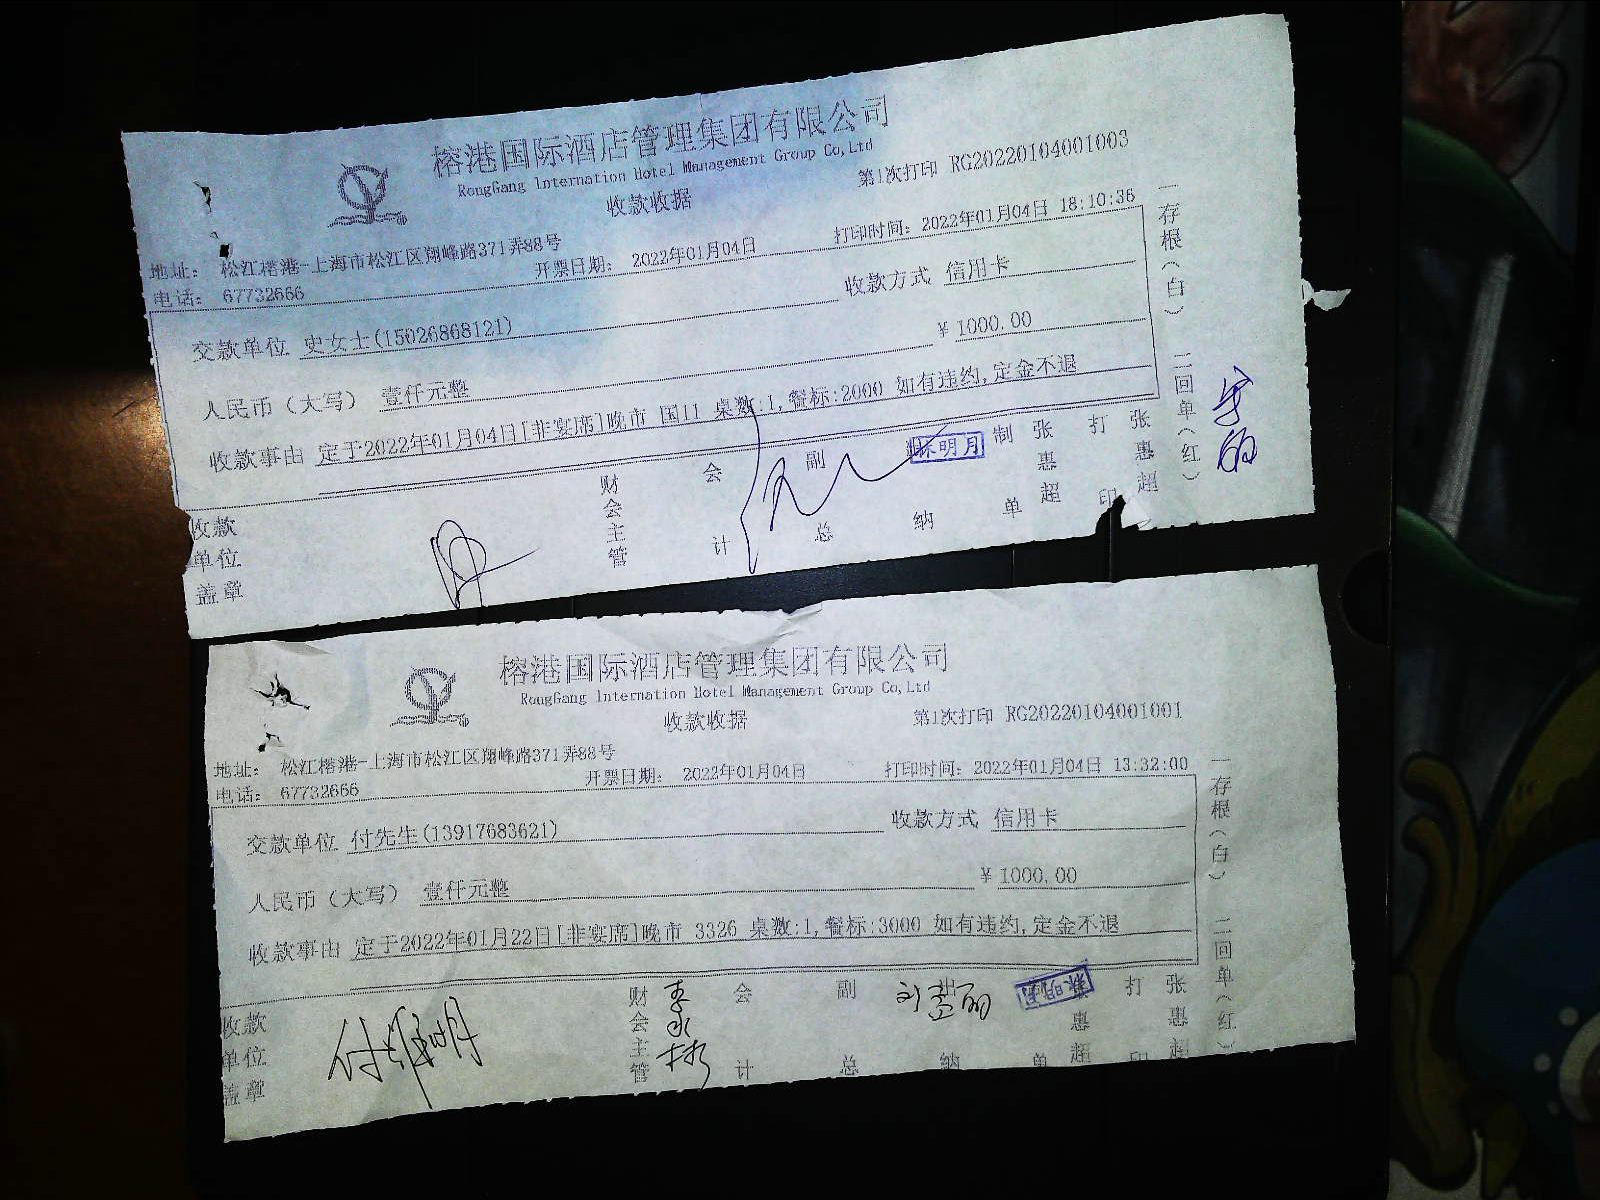 榕港国际酒店管理集团有限公司
RongGang Internation Hotel Management Group Co,Ltd
收款收据
第1次打印 RG20220104001003
地址： 松江榕港-上海市松江区翔峰路371弄88号
电话： 67732666
开票日期： 2022年01月04日
打印时间：2022年01月04日 18:10:36
交款单位 史女士(15026868121)
收款方式 信用卡
人民币（大写） 壹仟元整
￥1000.00
收款事由 定于2022年01月04日[非宴席]晚市 国11 桌数:1,餐标:2000 如有违约,定金不退
收款单位盖章
财会主管
会计
副总
纳
林明月
制单
张惠超
打印
张惠超
一存根（白） 二回单（红）
榕港国际酒店管理集团有限公司
RongGang Internation Hotel Management Group Co,Ltd
收款收据
第1次打印 RG20220104001001
地址： 松江榕港-上海市松江区翔峰路371弄88号
电话： 67732666
开票日期： 2022年01月04日
打印时间：2022年01月04日 13:32:00
交款单位 付先生(13917683621)
收款方式 信用卡
人民币（大写） 壹仟元整
￥1000.00
收款事由 定于2022年01月22日[非宴席]晚市 3326 桌数:1,餐标:3000 如有违约,定金不退
收款单位盖章
财会主管
会计
副总
纳
林明月
单
惠超
打印
张惠超
一存根（白） 二回单（红）